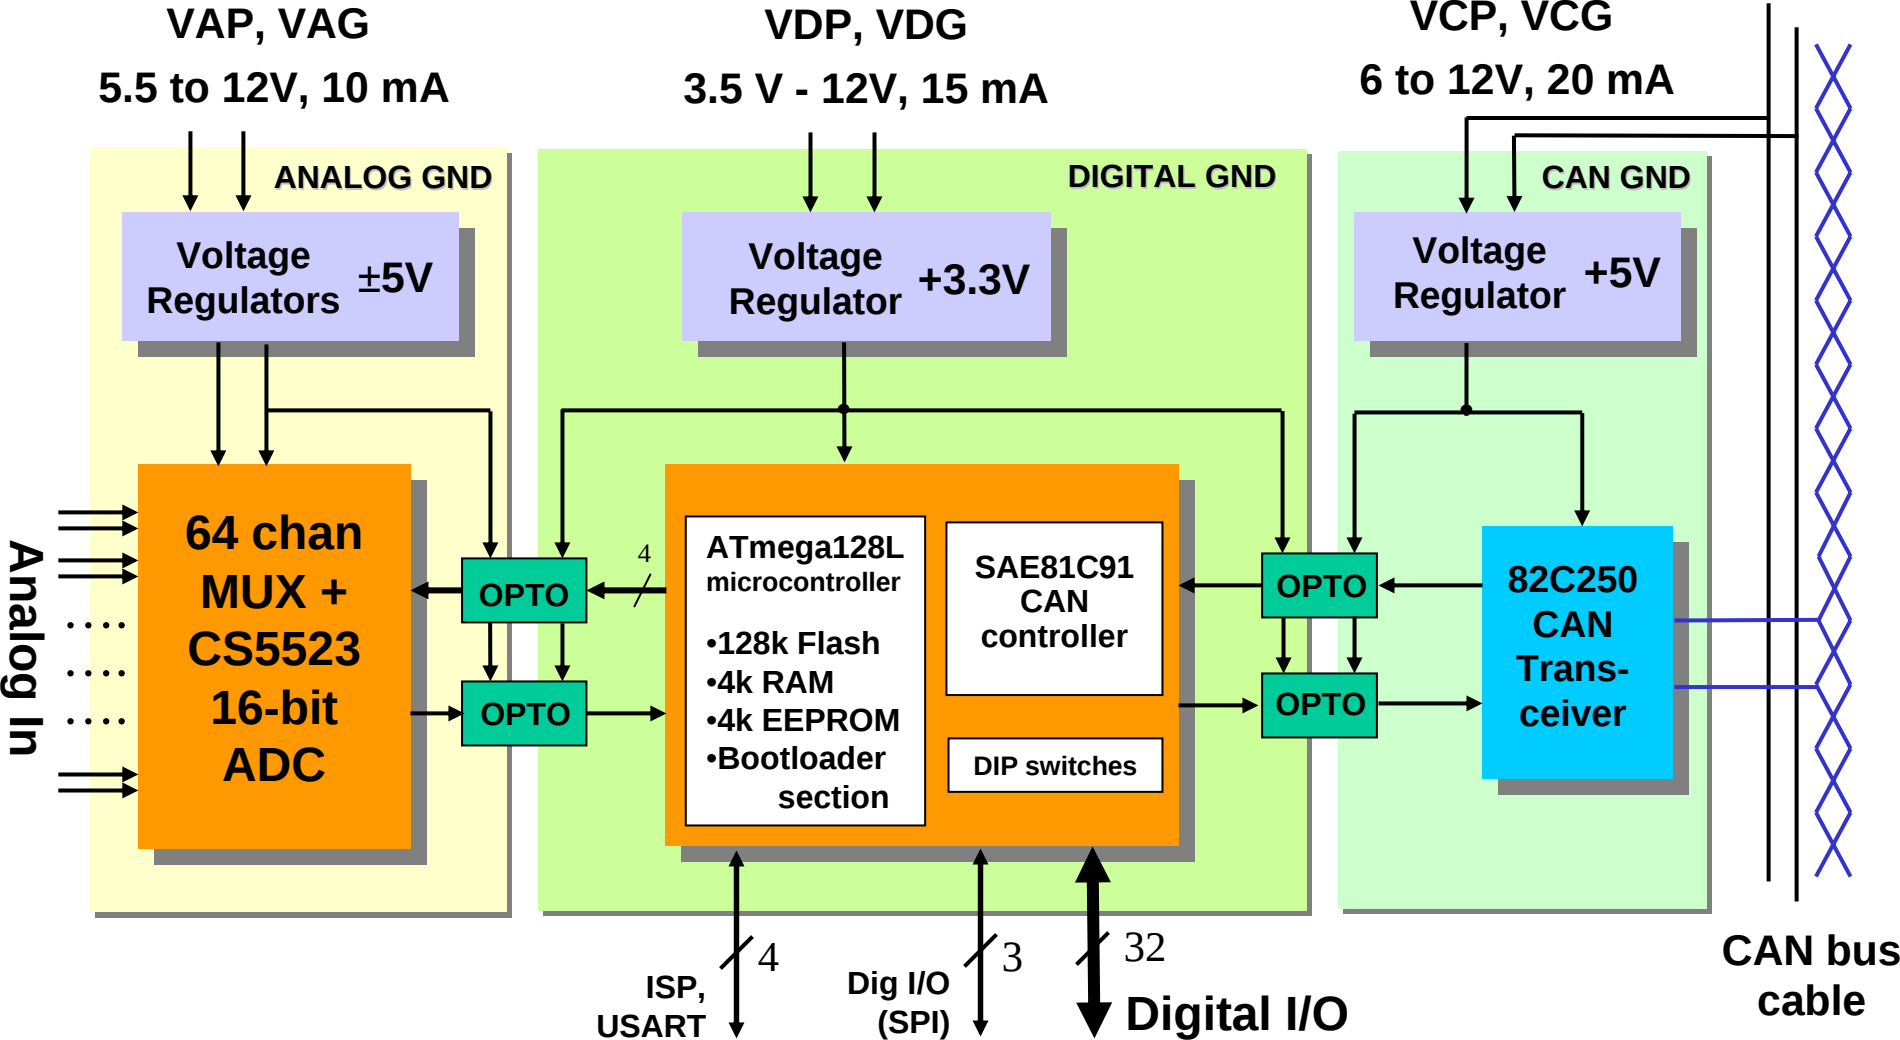 VAP, VAG
5.5 to 12V, 10 mA
VDP, VDG
3.5 V - 12V, 15 mA
VCP, VCG
6 to 12V, 20 mA
ANALOG GND
DIGITAL GND
CAN GND
Voltage
Regulators
±5V
Voltage
Regulator
+3.3V
Voltage
Regulator
+5V
Analog In
64 chan
MUX +
CS5523
16-bit
ADC
OPTO
OPTO
4
ATmega128L
microcontroller
•128k Flash
•4k RAM
•4k EEPROM
•Bootloader
section
SAE81C91
CAN
controller
DIP switches
OPTO
OPTO
82C250
CAN
Trans-
ceiver
ISP,
USART
4
Dig I/O
(SPI)
3
32
Digital I/O
CAN bus
cable